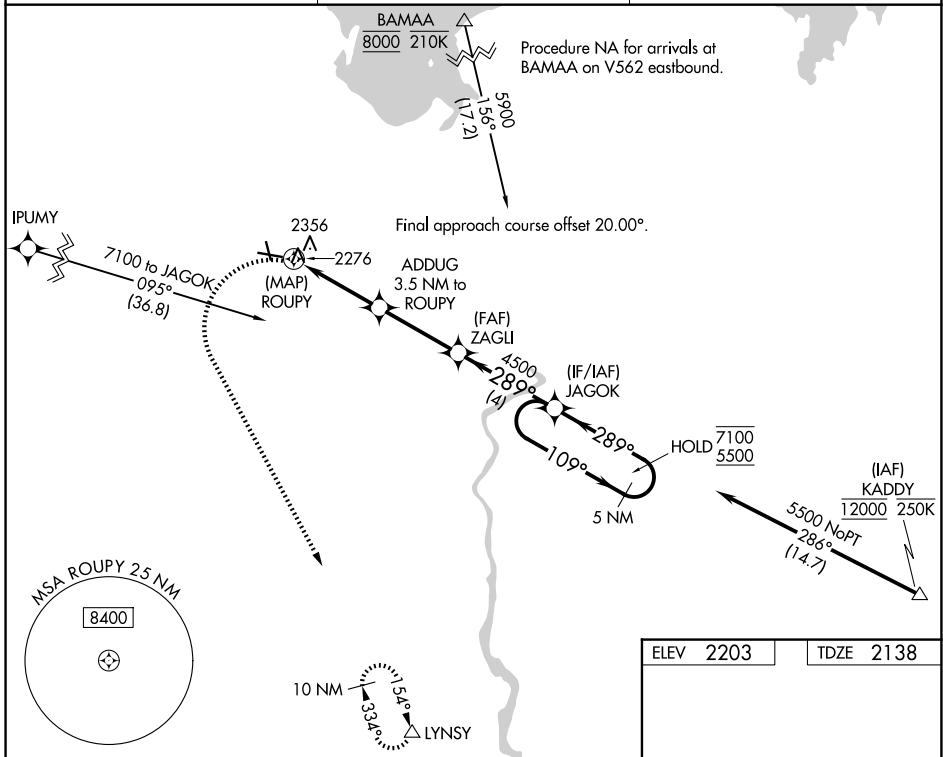 BAMAA
8000 210K
Procedure NA for arrivals at
BAMAA on V562 eastbound.
5900
156°
(17.2)
IPUMY
7100 to JAGOK
095°
(36.8)
2356
2276
(MAP)
ROUPY
Final approach course offset 20.00°.
ADDUG
3.5 NM to
ROUPY
(FAF)
ZAGLI
4500
289°
(4)
(IF/IAF)
JAGOK
289°
109°
HOLD 7100
5500
5 NM
(IAF)
KADDY
12000 250K
5500 NoPT
286°
(14.7)
MSA ROUPY 25 NM
8400
10 NM
154°
334°
LYNSY
ELEV 2203
TDZE 2138